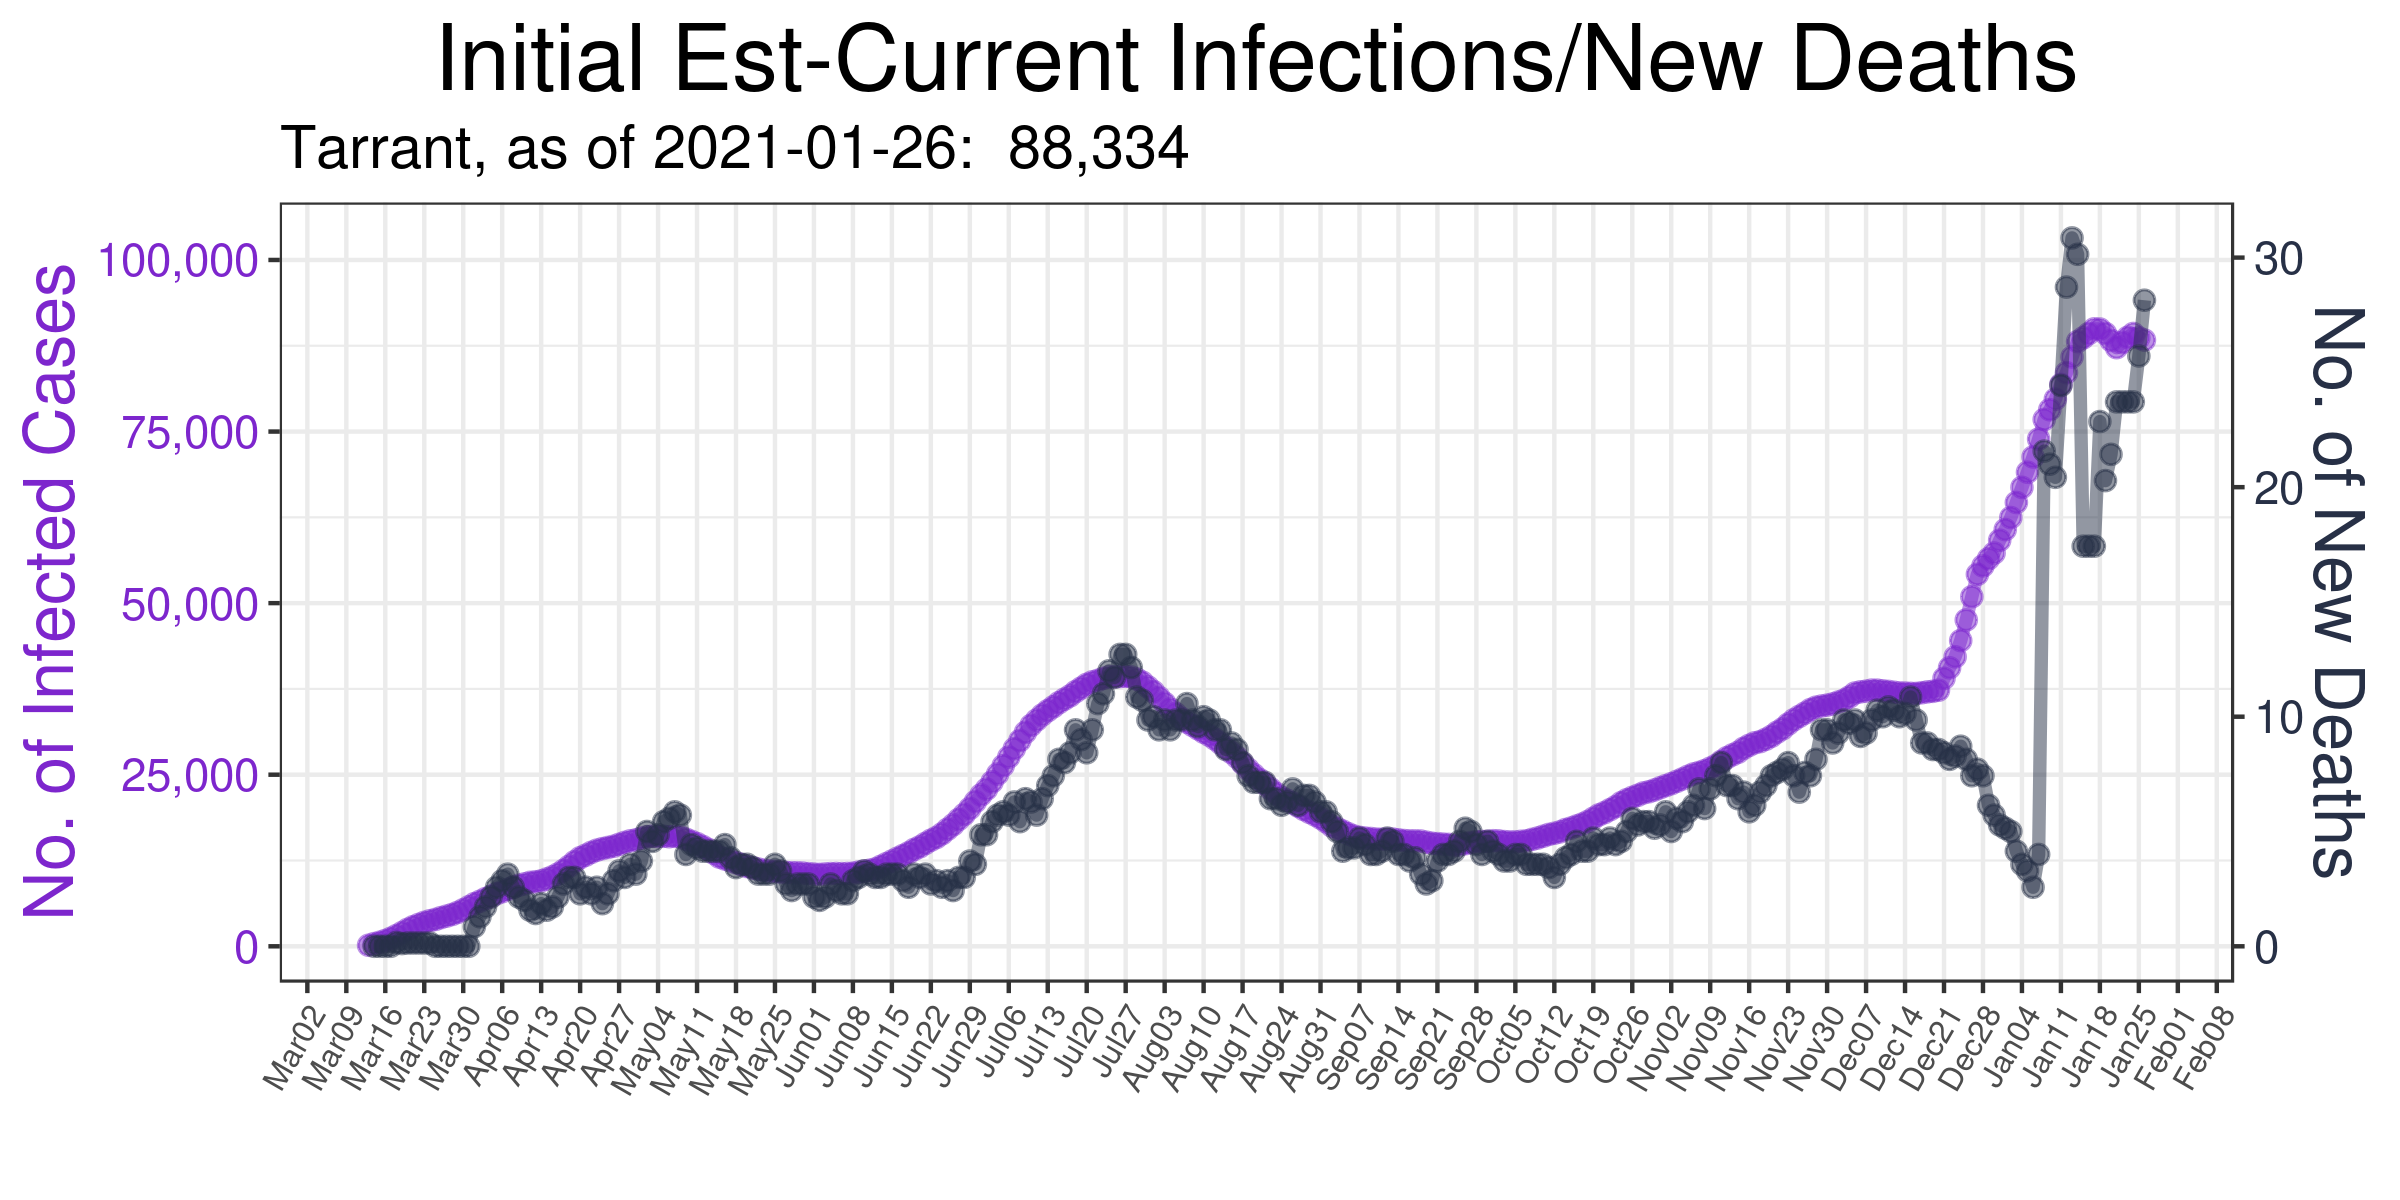 Initial Est-Current Infections/New Deaths
Tarrant, as of 2021-01-26: 88,334
No. of Infected Cases
100,000
75,000
50,000
25,000
0
30
20
10
0
No. of New Deaths
Mar02
Mar09
Mar16
Mar23
Mar30
Apr06
Apr13
Apr20
Apr27
May04
May11
May18
May25
Jun01
Jun08
Jun15
Jun22
Jun29
Jul06
Jul13
Jul20
Jul27
Aug03
Aug10
Aug17
Aug24
Aug31
Sep07
Sep14
Sep21
Sep28
Oct05
Oct12
Oct19
Oct26
Nov02
Nov09
Nov16
Nov23
Nov30
Dec07
Dec14
Dec21
Dec28
Jan04
Jan11
Jan18
Jan25
Feb01
Feb08